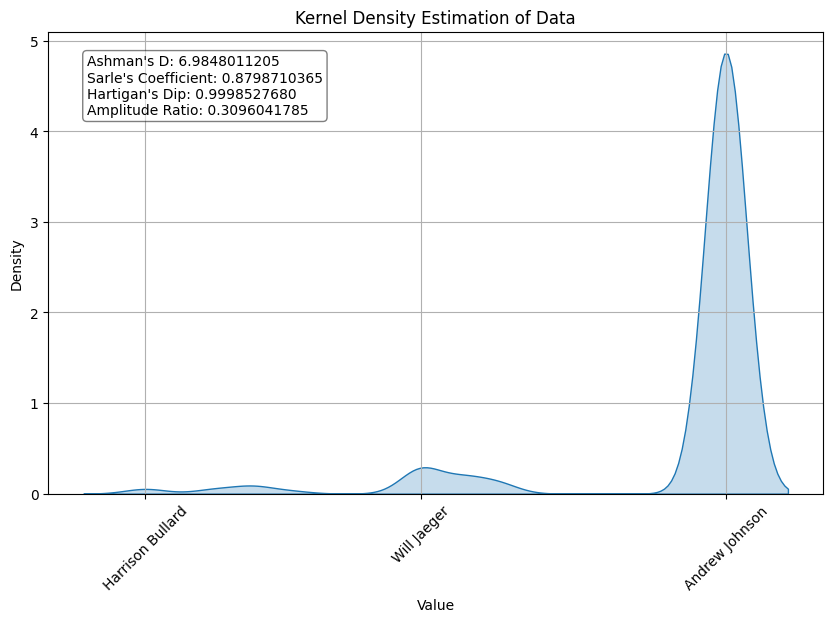 Kernel Density Estimation of Data
Ashman's D: 6.9848011205
Sarle's Coefficient: 0.8798710365
Hartigan's Dip: 0.9998527680
Amplitude Ratio: 0.3096041785
5
4
3
2
1
0
Density
Harrison Bullard
Will Jaeger
Andrew Johnson
Value